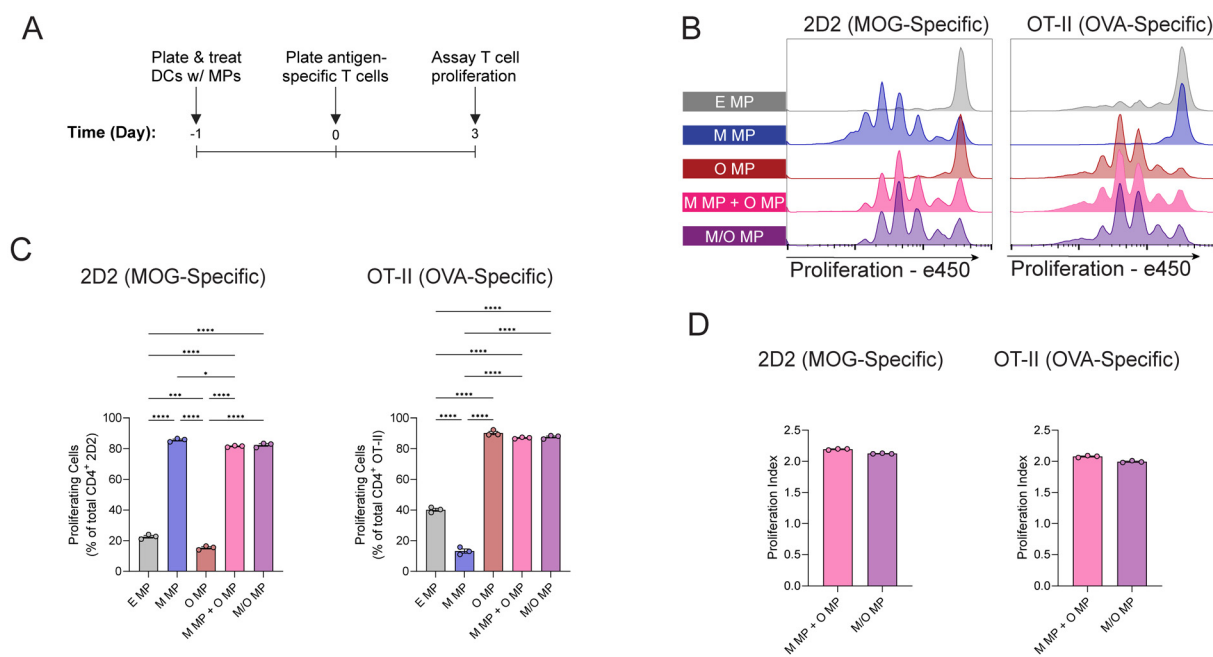 A
Plate & treat
DCs w/ MPs
Plate antigen-
specific T cells
Assay T cell
proliferation
Time (Day):
-1
0
3
B
2D2 (MOG-Specific)
OT-II (OVA-Specific)
E MP
M MP
O MP
M MP + O MP
M/O MP
Proliferation - e450
Proliferation - e450
C
2D2 (MOG-Specific)
****
****
*
***
****
****
****
****
Proliferating Cells
(% of total CD4+ 2D2)
100
80
60
40
20
0
E MP
M MP
O MP
M MP + O MP
M/O MP
OT-II (OVA-Specific)
****
****
****
****
****
****
****
Proliferating Cells
(% of total CD4+ OT-II)
100
80
60
40
20
0
E MP
M MP
O MP
M MP + O MP
M/O MP
D
2D2 (MOG-Specific)
Proliferation Index
2.5
2.0
1.5
1.0
0.5
0.0
M MP + O MP
M/O MP
OT-II (OVA-Specific)
Proliferation Index
2.5
2.0
1.5
1.0
0.5
0.0
M MP + O MP
M/O MP